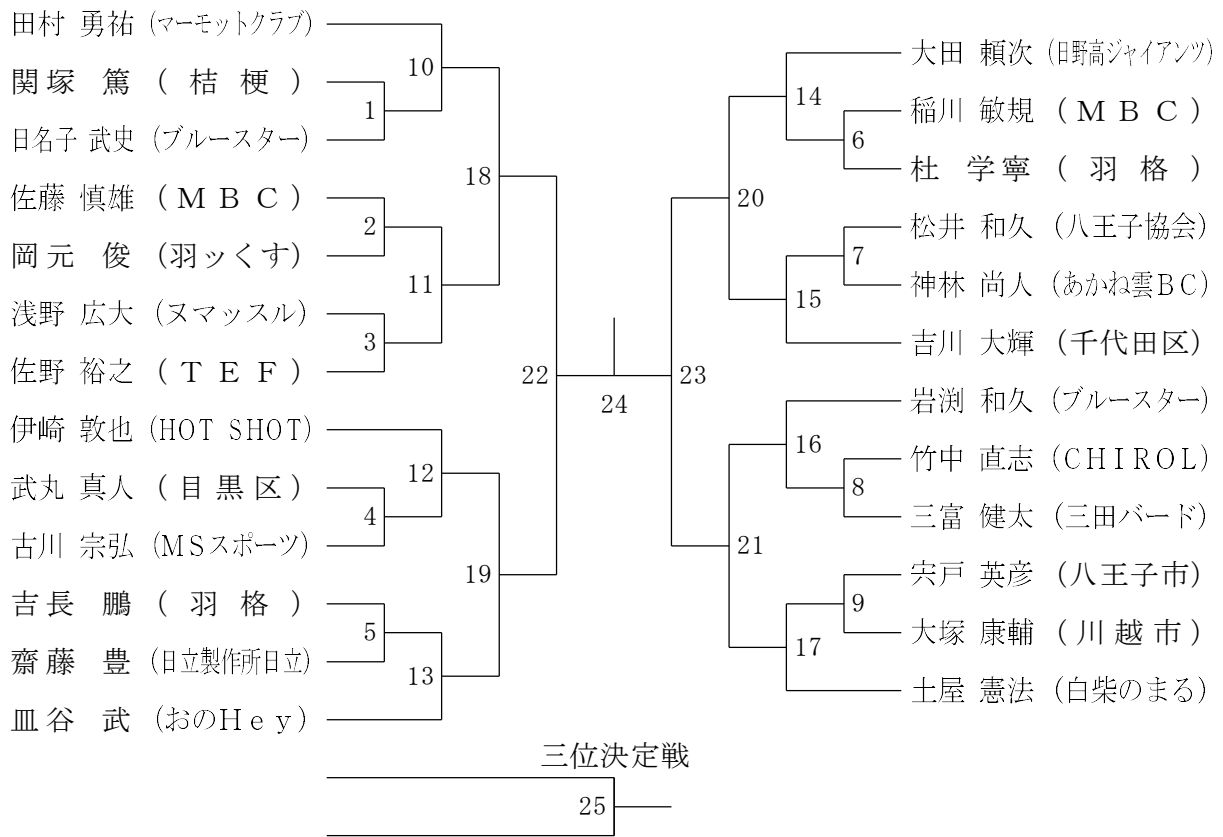 田村 勇祐 (マーモットクラブ)
関塚 篤 (桔梗)
日名子 武史 (ブルースター)
佐藤 慎雄 (ＭＢＣ)
岡元 俊 (羽ッくす)
浅野 広大 (ヌマッスル)
佐野 裕之 (ＴＥＦ)
伊崎 敦也 (HOT SHOT)
武丸 真人 (目黒区)
古川 宗弘 (MSスポーツ)
吉長 鵬 (羽格)
齋藤 豊 (日立製作所日立)
皿谷 武 (おのＨｅｙ)
10
1
18
2
11
3
22
12
4
19
5
13
24
大田 頼次 (日野高ジャイアンツ)
稲川 敏規 (ＭＢＣ)
杜 学寧 (羽格)
松井 和久 (八王子協会)
神林 尚人 (あかね雲ＢＣ)
吉川 大輝 (千代田区)
岩渕 和久 (ブルースター)
竹中 直志 (ＣＨＩＲＯＬ)
三富 健太 (三田バード)
宍戸 英彦 (八王子市)
大塚 康輔 (川越市)
土屋 憲法 (白柴のまる)
14
6
20
7
15
23
16
8
21
9
17
三位決定戦
25